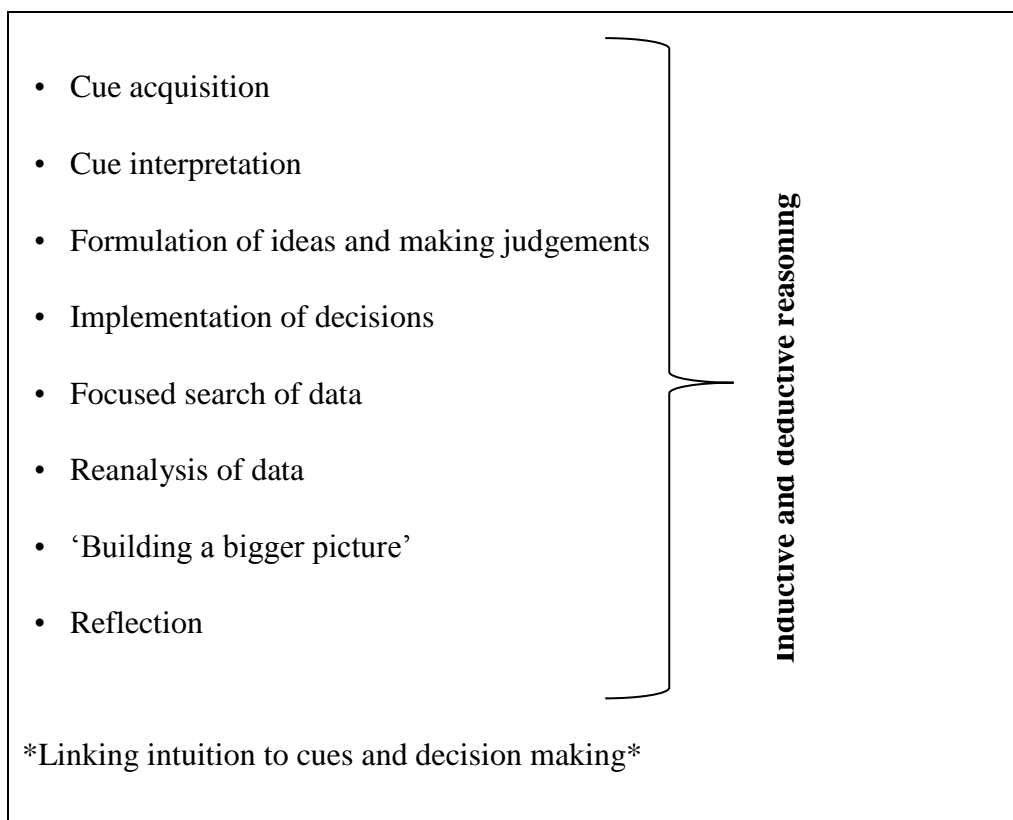 • Cue acquisition
• Cue interpretation
• Formulation of ideas and making judgements
• Implementation of decisions
• Focused search of data
• Reanalysis of data
• ‘Building a bigger picture’
• Reflection
Inductive and deductive reasoning
*Linking intuition to cues and decision making*